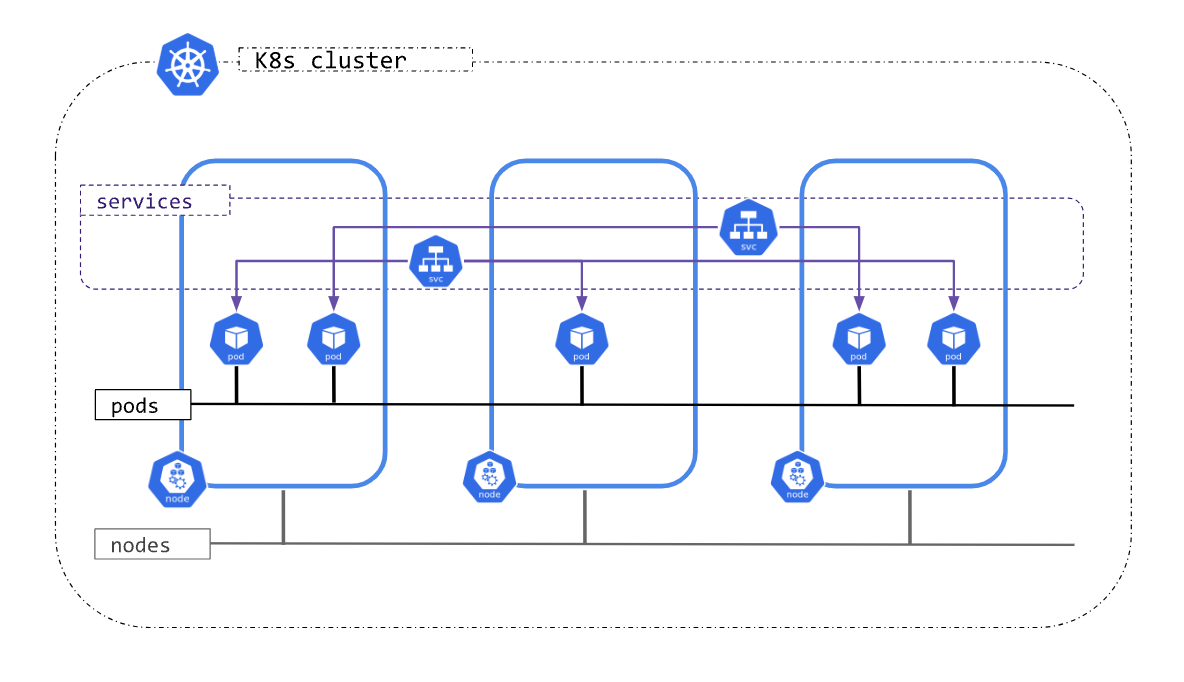 K8s cluster
services
svc
svc
pod
pod
pod
pod
pod
pods
node
node
node
nodes